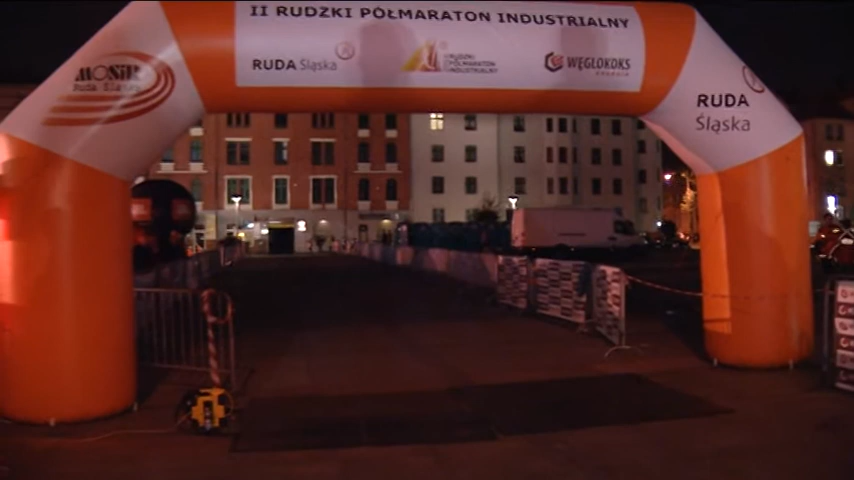 II RUDZKI PÓŁMARATON INDUSTRIALNY
MOSiR
Ruda Śląska
RUDA Śląska
RUDZKI
PÓŁMARATON
INDUSTRIALNY
WĘGLOKOKS
RUDA
Śląska